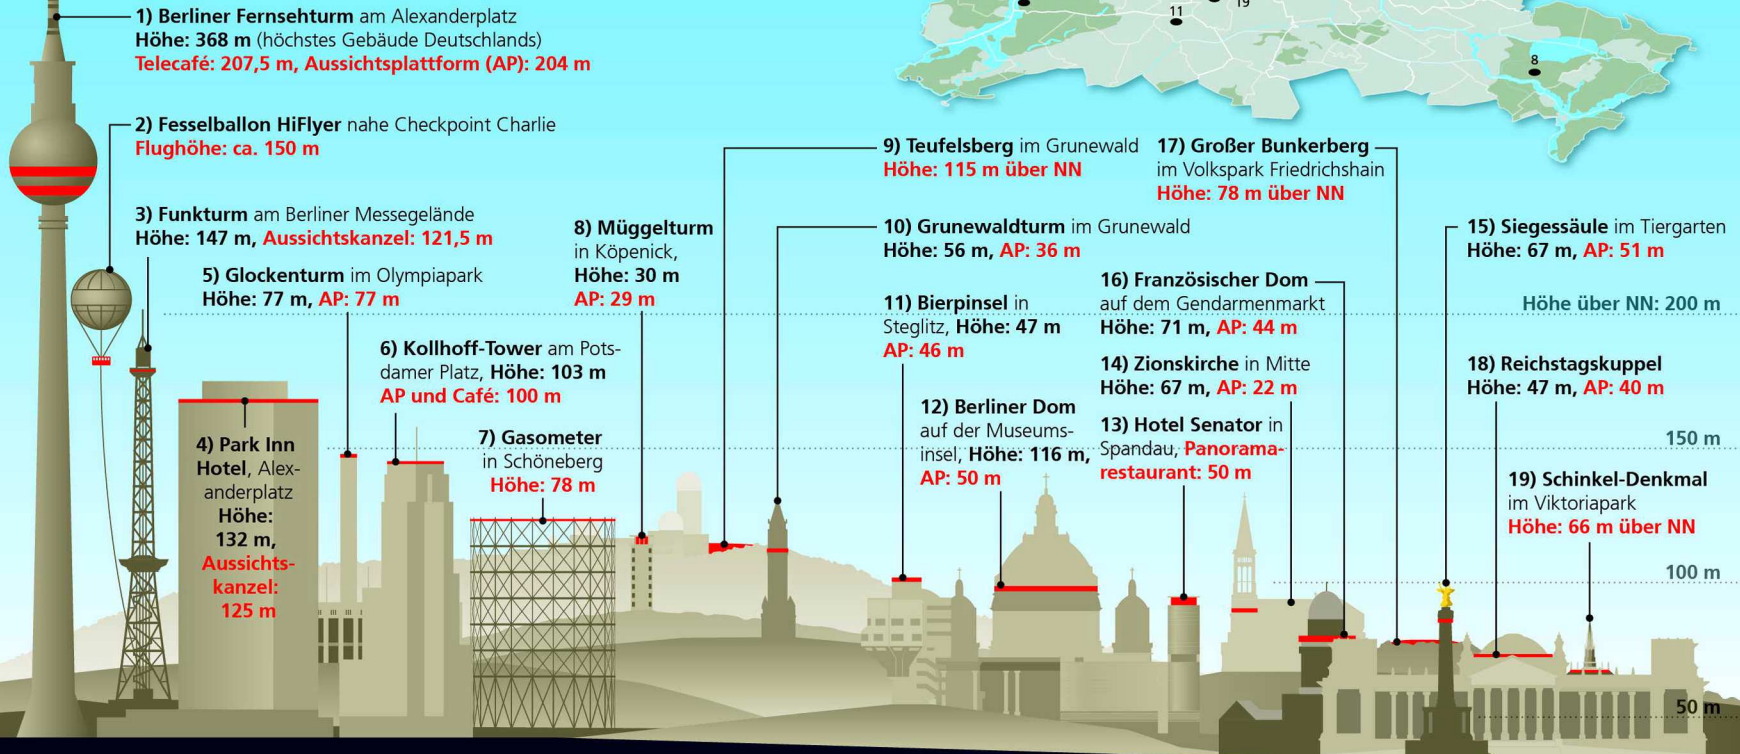 1) Berliner Fernsehturm am Alexanderplatz
Höhe: 368 m (höchstes Gebäude Deutschlands)
Telecafé: 207,5 m, Aussichtsplattform (AP): 204 m
2) Fesselballon HiFlyer nahe Checkpoint Charlie
Flughöhe: ca. 150 m
3) Funkturm am Berliner Messegelände
Höhe: 147 m, Aussichtskanzel: 121,5 m
4) Park Inn
Hotel, Alex-
anderplatz
Höhe:
132 m,
Aussichts-
kanzel:
125 m
5) Glockenturm im Olympiapark
Höhe: 77 m, AP: 77 m
6) Kollhoff-Tower am Pots-
damer Platz, Höhe: 103 m
AP und Café: 100 m
7) Gasometer
in Schöneberg
Höhe: 78 m
8) Müggelturm
in Köpenick,
Höhe: 30 m
AP: 29 m
9) Teufelsberg im Grunewald
Höhe: 115 m über NN
10) Grunewaldturm im Grunewald
Höhe: 56 m, AP: 36 m
11) Bierpinsel in
Steglitz, Höhe: 47 m
AP: 46 m
12) Berliner Dom
auf der Museums-
insel, Höhe: 116 m,
AP: 50 m
13) Hotel Senator in
Spandau, Panorama-
restaurant: 50 m
14) Zionskirche in Mitte
Höhe: 67 m, AP: 22 m
15) Siegessäule im Tiergarten
Höhe: 67 m, AP: 51 m
16) Französischer Dom
auf dem Gendarmenmarkt
Höhe: 71 m, AP: 44 m
17) Großer Bunkerberg
im Volkspark Friedrichshain
Höhe: 78 m über NN
18) Reichstagskuppel
Höhe: 47 m, AP: 40 m
19) Schinkel-Denkmal
im Viktoriapark
Höhe: 66 m über NN
11
19
8
Höhe über NN: 200 m
150 m
100 m
50 m